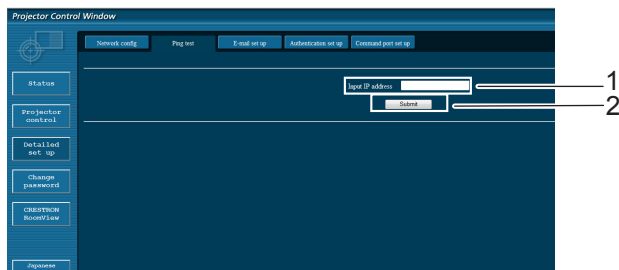 Projector Control Window
Network config Ping test E-mail set up Authentication set up Command port set up
Input IP address
Submit
1
2
Status
Projector
control
Detailed
set up
Change
password
CRESTRON
RoomView
Japanese